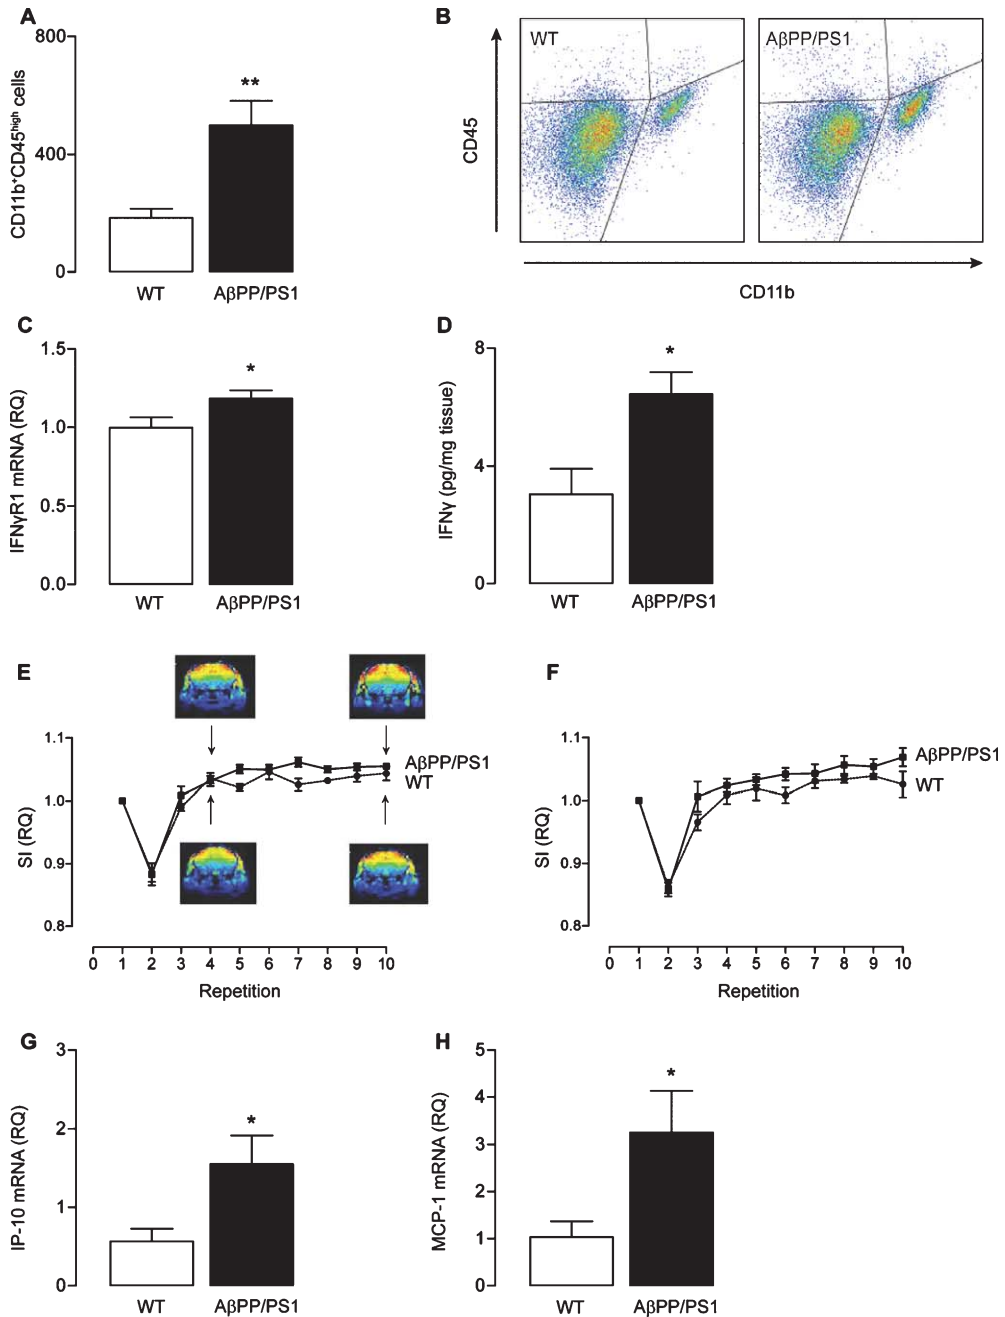 A
800
400
0
CD11b⁺CD45ʰⁱᵍʰ cells
**
WT
AβPP/PS1
B
WT
AβPP/PS1
CD45
CD11b
C
1.5
1.0
0.5
0.0
IFNγR1 mRNA (RQ)
*
WT
AβPP/PS1
D
8
4
0
IFNγ (pg/mg tissue)
*
WT
AβPP/PS1
E
1.1
1.0
0.9
0.8
SI (RQ)
AβPP/PS1
WT
0 1 2 3 4 5 6 7 8 9 10
Repetition
F
1.1
1.0
0.9
0.8
SI (RQ)
AβPP/PS1
WT
0 1 2 3 4 5 6 7 8 9 10
Repetition
G
3
2
1
0
IP-10 mRNA (RQ)
*
WT
AβPP/PS1
H
5
4
3
2
1
0
MCP-1 mRNA (RQ)
*
WT
AβPP/PS1